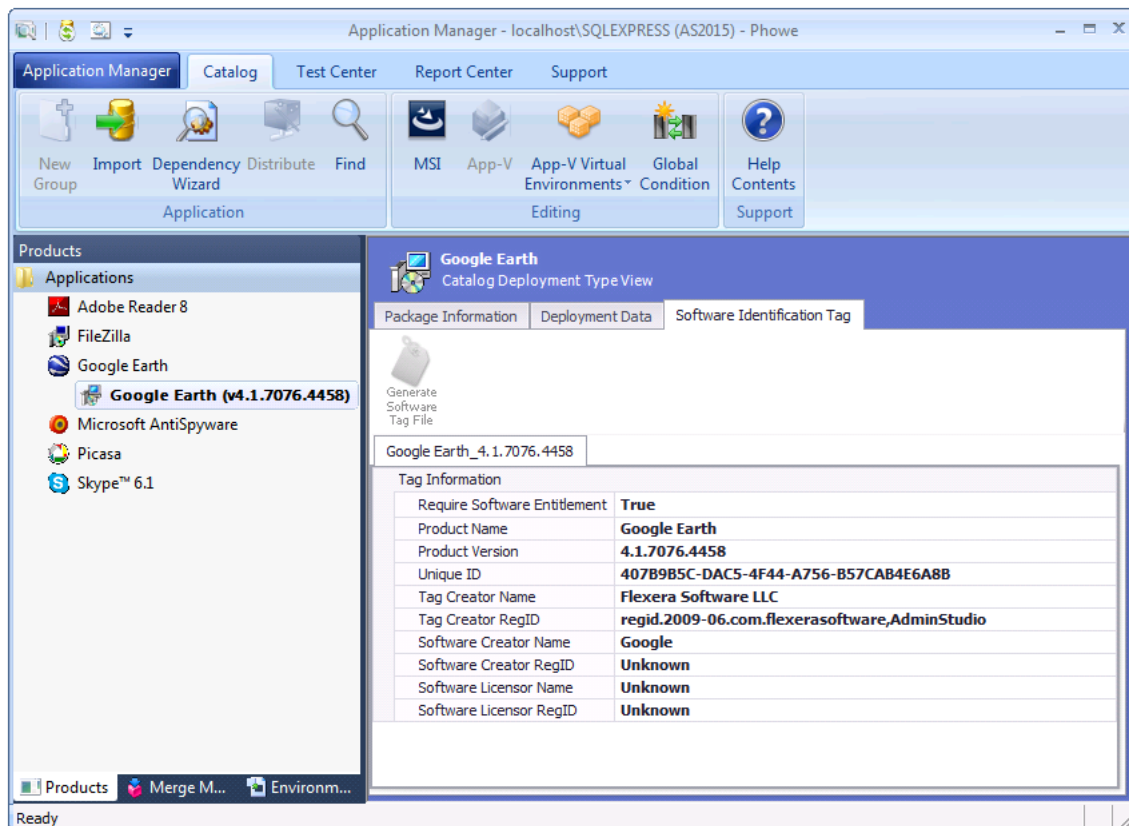 Application Manager - localhost\SQLEXPRESS (AS2015) - Phowe
Application Manager Catalog Test Center Report Center Support
New Group Import Dependency Wizard Distribute Find MSI App-V App-V Virtual Environments Global Condition Help Contents
Application Editing Support
Products
Applications
Adobe Reader 8
FileZilla
Google Earth
Google Earth (v4.1.7076.4458)
Microsoft AntiSpyware
Picasa
Skype™ 6.1
Products Merge M... Environm...
Google Earth
Catalog Deployment Type View
Package Information Deployment Data Software Identification Tag
Generate
Software
Tag File
Google Earth_4.1.7076.4458
Tag Information
Require Software Entitlement True
Product Name Google Earth
Product Version 4.1.7076.4458
Unique ID 407B9B5C-DAC5-4F44-A756-B57CAB4E6A8B
Tag Creator Name Flexera Software LLC
Tag Creator RegID regid.2009-06.com.flexerasoftware,AdminStudio
Software Creator Name Google
Software Creator RegID Unknown
Software Licensor Name Unknown
Software Licensor RegID Unknown
Ready